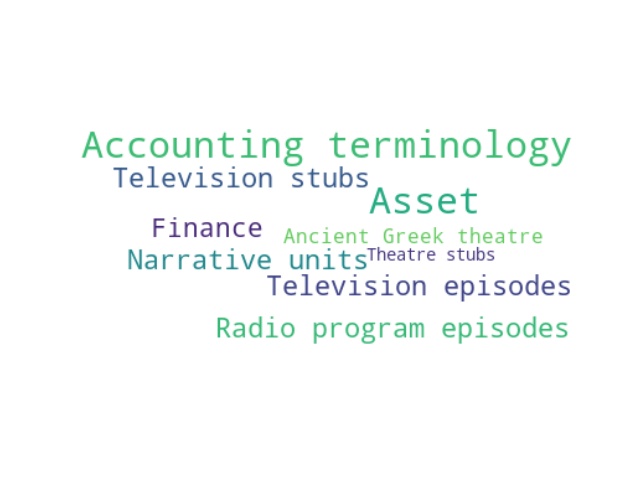 Accounting terminology
Television stubs
Asset
Finance
Ancient Greek theatre
Theatre stubs
Narrative units
Television episodes
Radio program episodes